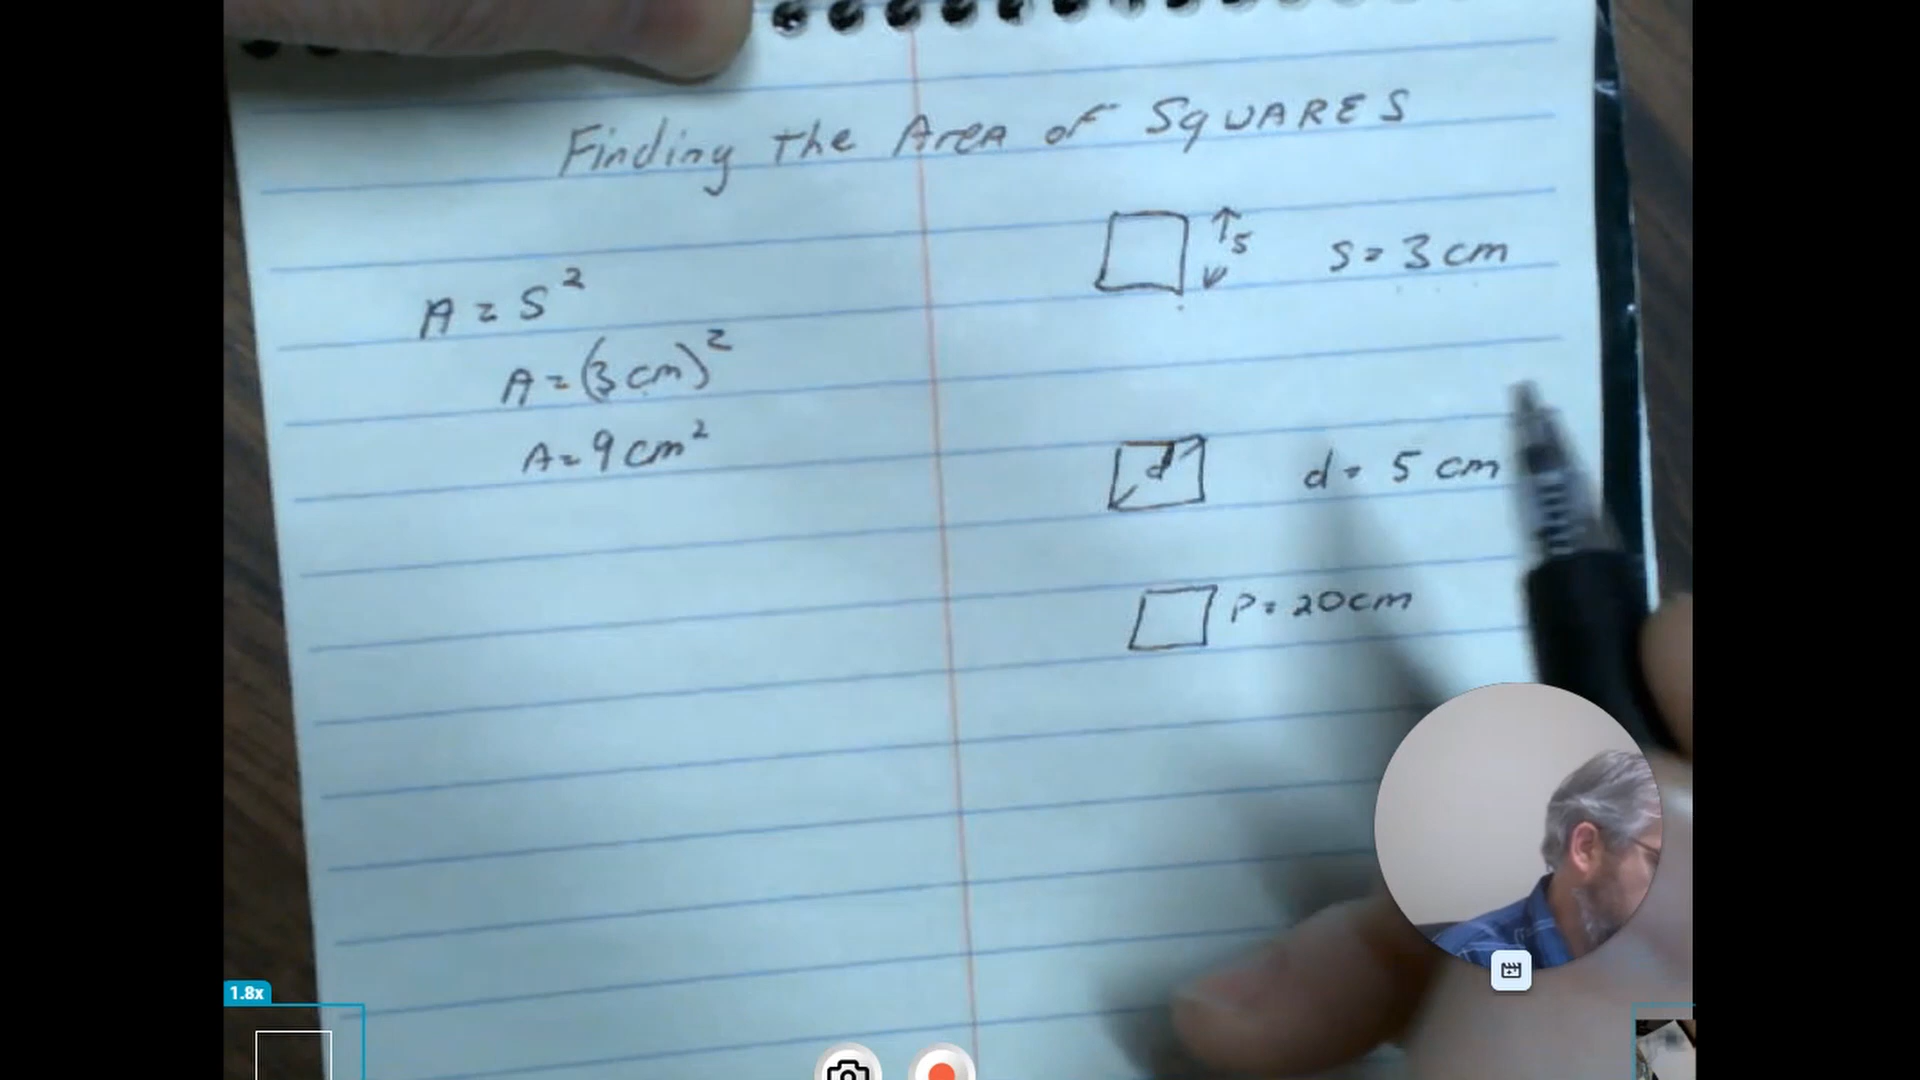 Finding The Area of SQUARES
s
s = 3 cm
A = s²
A = (3 cm)²
A = 9 cm²
d
d = 5 cm
P = 20cm
1.8x